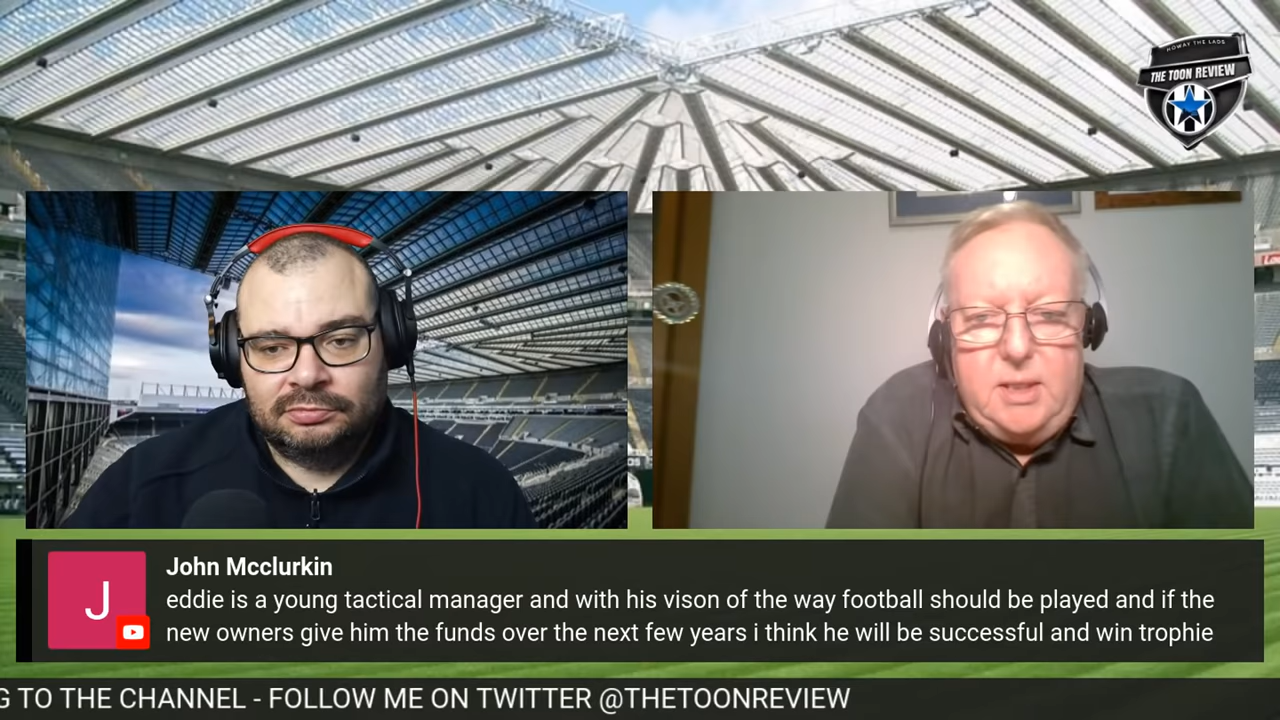 HOWAY THE LADS
THE TOON REVIEW
J
John Mcclurkin
eddie is a young tactical manager and with his vison of the way football should be played and if the
new owners give him the funds over the next few years i think he will be successful and win trophie
G TO THE CHANNEL - FOLLOW ME ON TWITTER @THETOONREVIEW